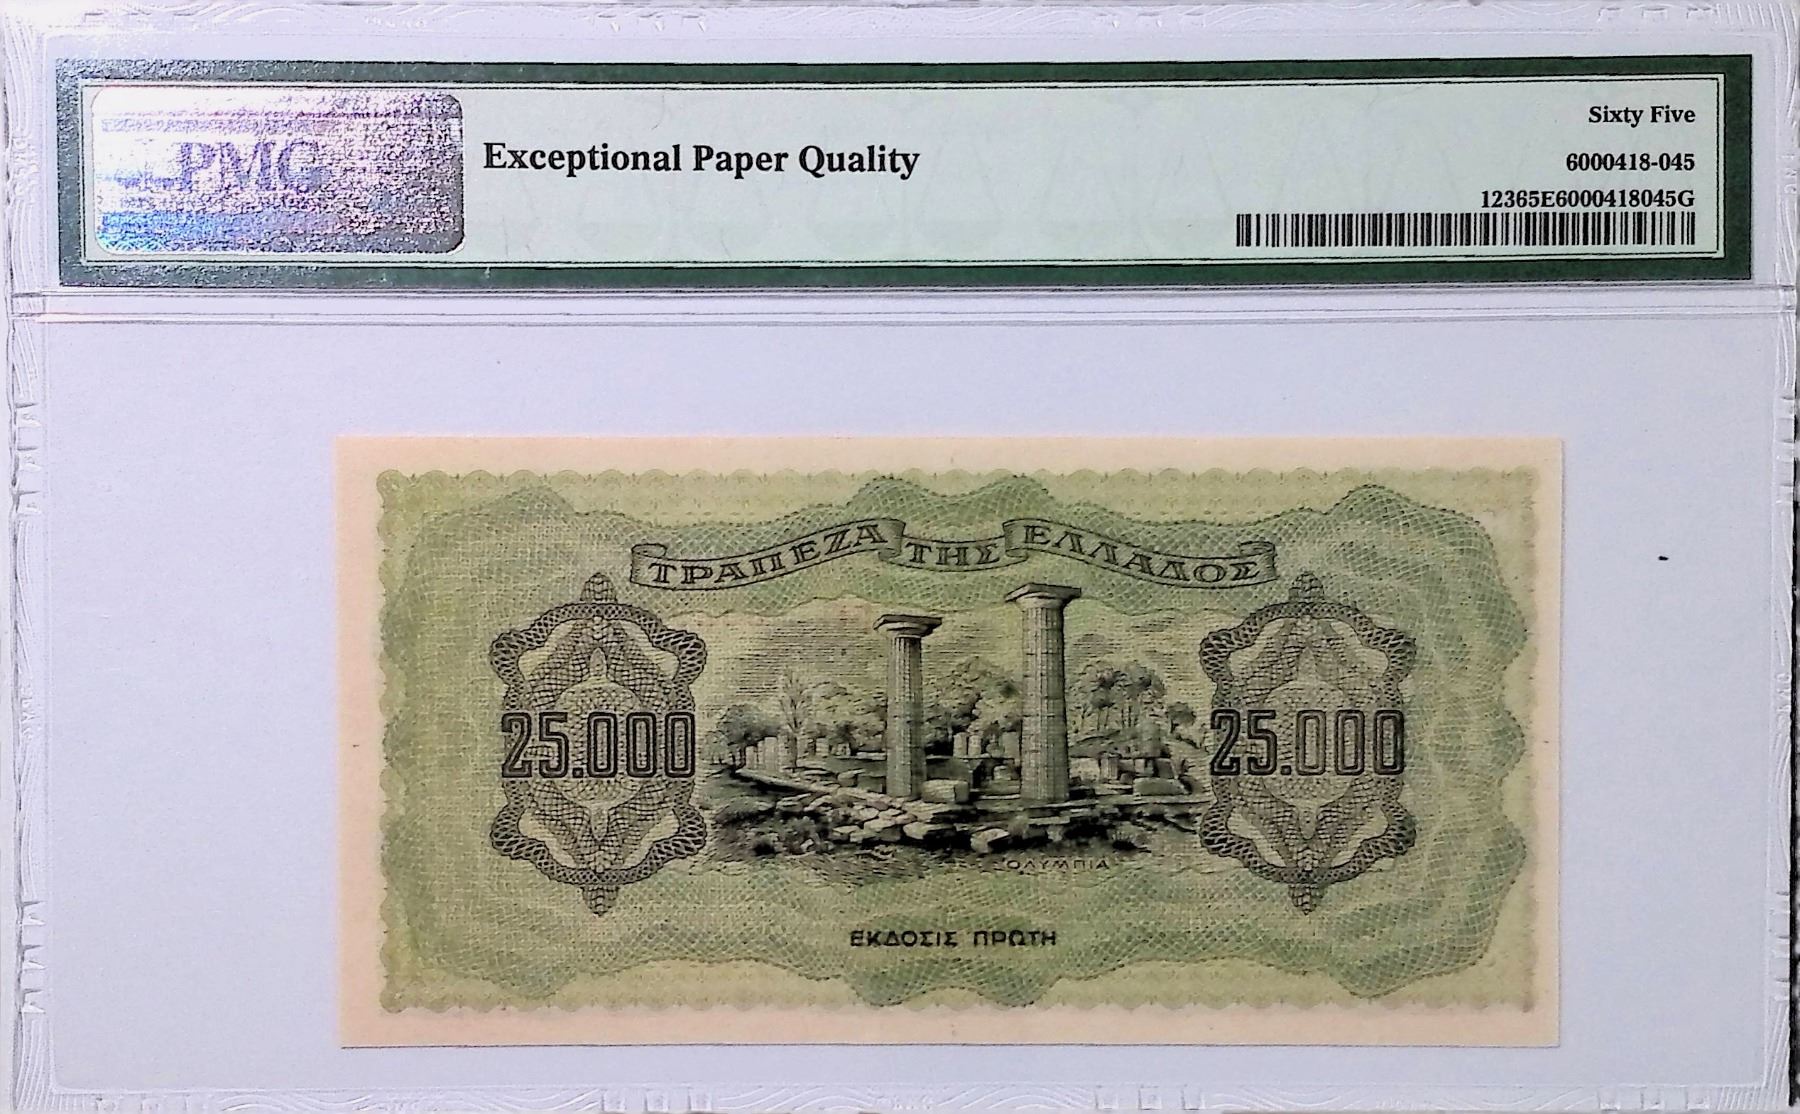 PMG
Exceptional Paper Quality
Sixty Five
6000418-045
12365E6000418045G
ΤΡΑΠΕΖΑ ΤΗΣ ΕΛΛΑΔΟΣ
25.000
25.000
ΟΛΥΜΠΙΑ
ΕΚΔΟΣΙΣ ΠΡΩΤΗ